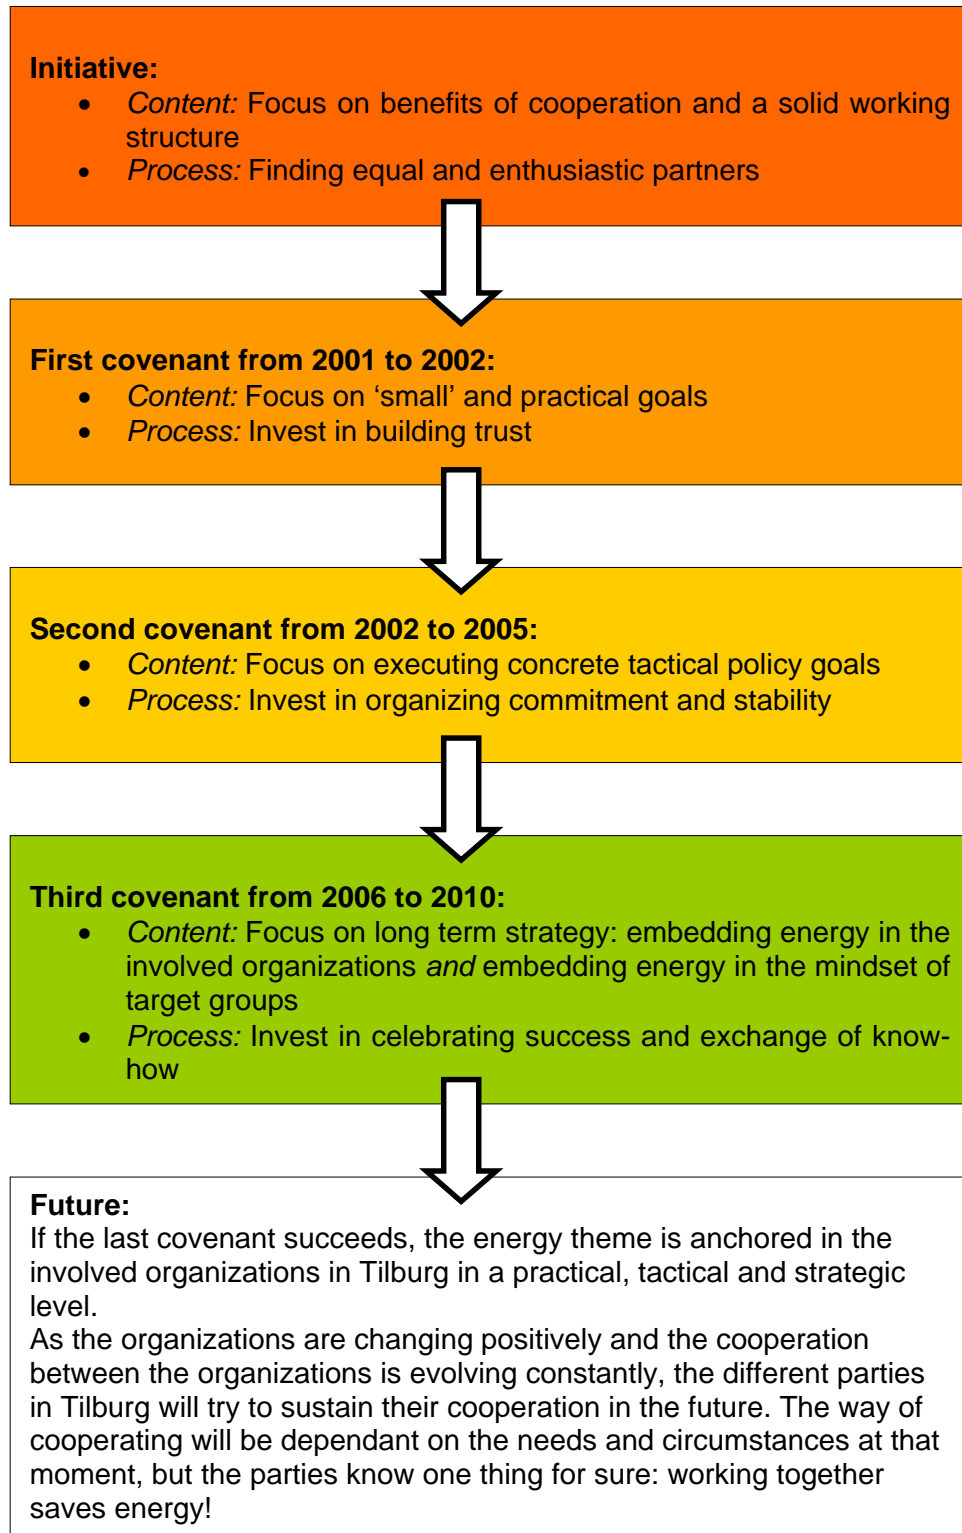 Initiative:
• Content: Focus on benefits of cooperation and a solid working
structure
• Process: Finding equal and enthusiastic partners
First covenant from 2001 to 2002:
• Content: Focus on ‘small’ and practical goals
• Process: Invest in building trust
Second covenant from 2002 to 2005:
• Content: Focus on executing concrete tactical policy goals
• Process: Invest in organizing commitment and stability
Third covenant from 2006 to 2010:
• Content: Focus on long term strategy: embedding energy in the
involved organizations and embedding energy in the mindset of
target groups
• Process: Invest in celebrating success and exchange of know-
how
Future:
If the last covenant succeeds, the energy theme is anchored in the
involved organizations in Tilburg in a practical, tactical and strategic
level.
As the organizations are changing positively and the cooperation
between the organizations is evolving constantly, the different parties
in Tilburg will try to sustain their cooperation in the future. The way of
cooperating will be dependant on the needs and circumstances at that
moment, but the parties know one thing for sure: working together
saves energy!